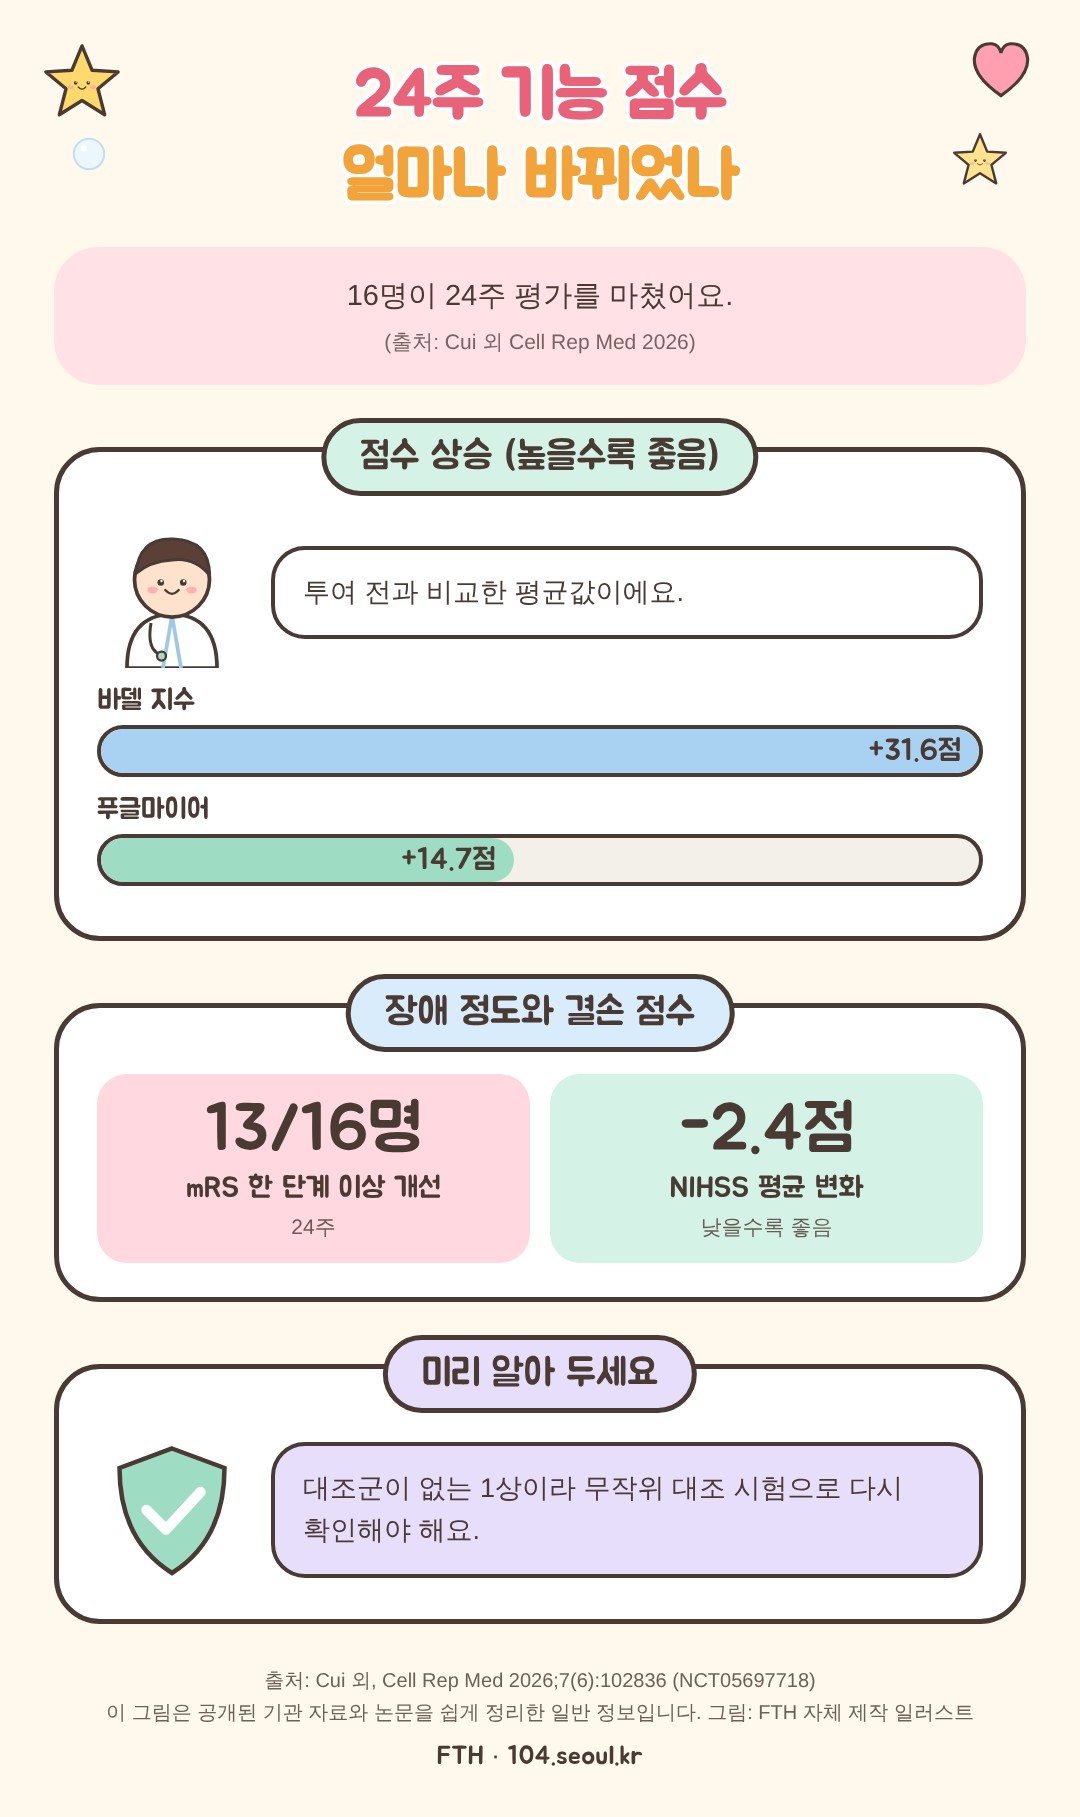 24주 기능 점수
얼마나 바뀌었나
16명이 24주 평가를 마쳤어요.
(출처: Cui 외 Cell Rep Med 2026)
점수 상승 (높을수록 좋음)
투여 전과 비교한 평균값이에요.
바델 지수
+31.6점
푸글마이어
+14.7점
장애 정도와 결손 점수
13/16명
mRS 한 단계 이상 개선
24주
-2.4점
NIHSS 평균 변화
낮을수록 좋음
미리 알아 두세요
대조군이 없는 1상이라 무작위 대조 시험으로 다시
확인해야 해요.
출처: Cui 외, Cell Rep Med 2026;7(6):102836 (NCT05697718)
이 그림은 공개된 기관 자료와 논문을 쉽게 정리한 일반 정보입니다. 그림: FTH 자체 제작 일러스트
FTH · 104.seoul.kr